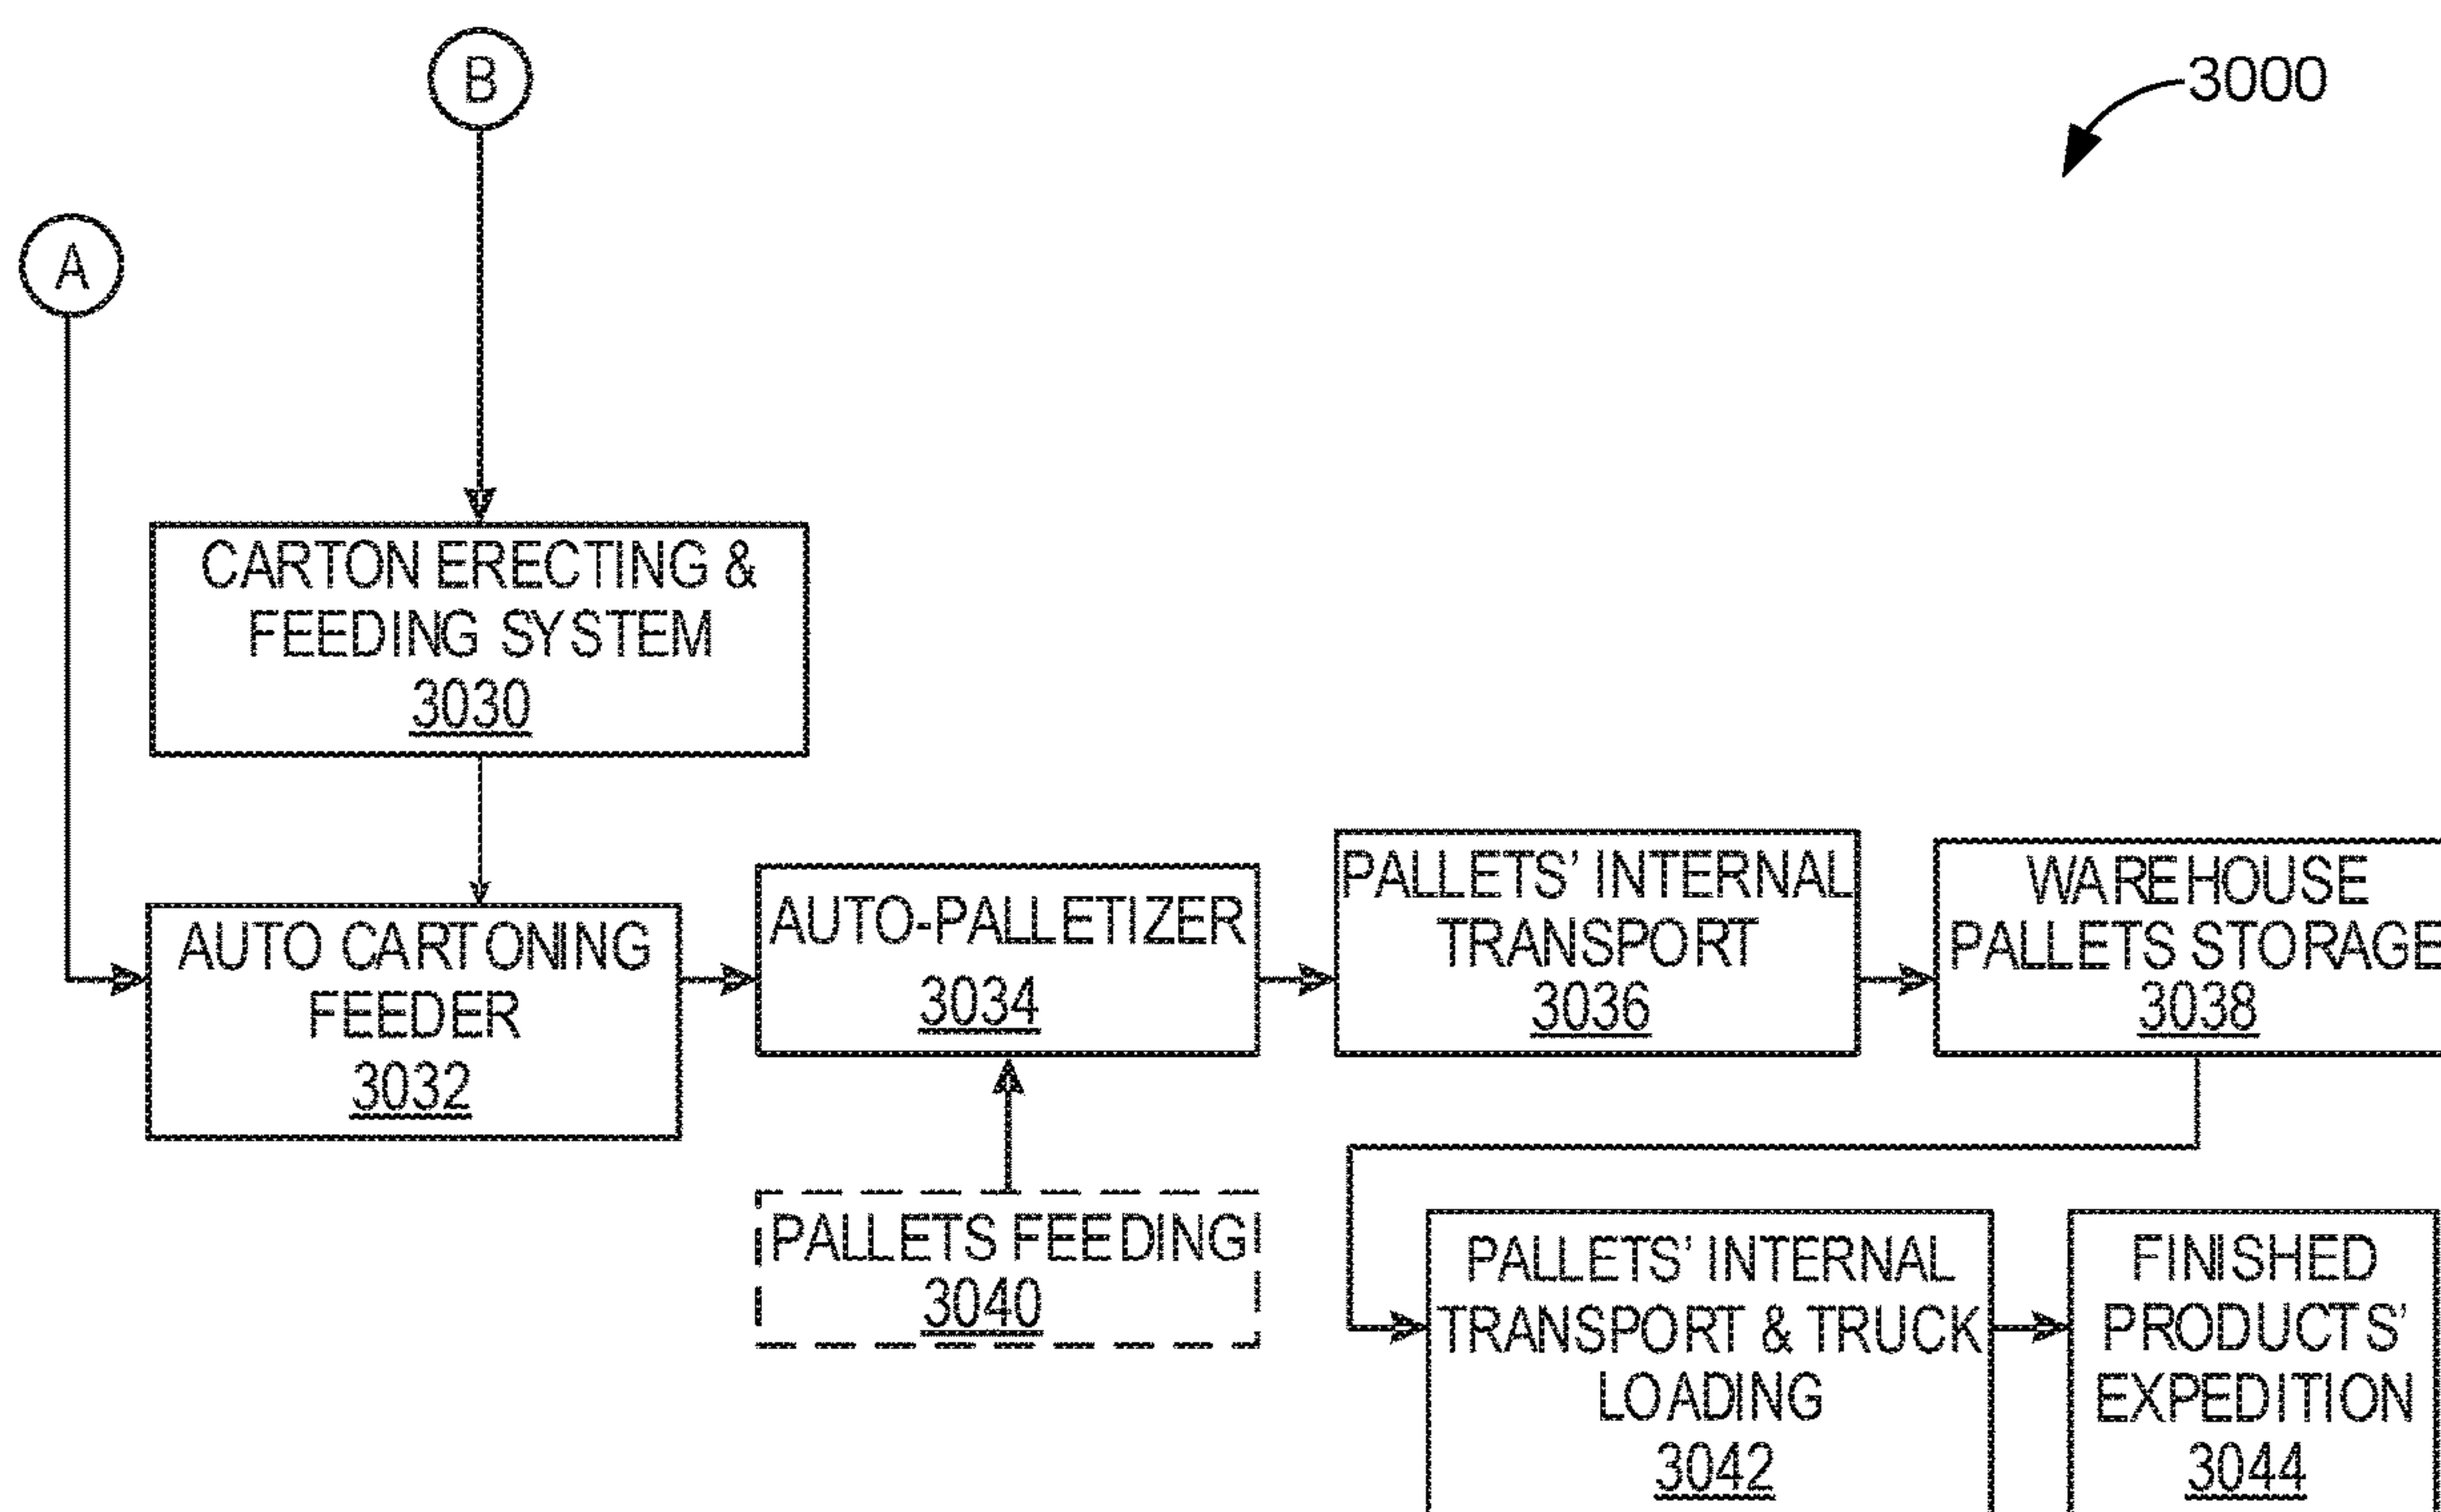 B
3000
A
CARTON ERECTING &
FEEDING SYSTEM
3030
AUTO CARTONING
FEEDER
3032
AUTO-PALLETIZER
3034
PALLETS' INTERNAL
TRANSPORT
3036
WAREHOUSE
PALLETS STORAGE
3038
PALLETS FEEDING
3040
PALLETS' INTERNAL
TRANSPORT & TRUCK
LOADING
3042
FINISHED
PRODUCTS'
EXPEDITION
3044